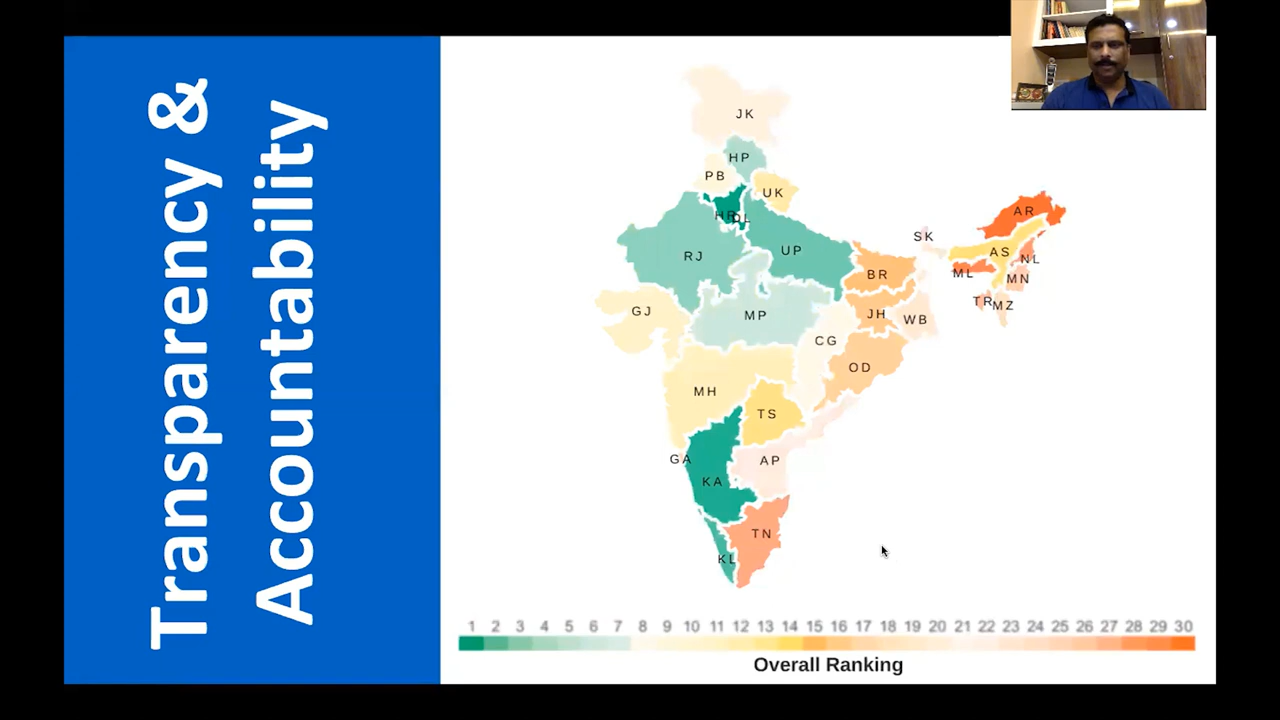 Transparency &
Accountability
JK
HP
PB
UK
HR
DL
AR
SK
RJ
UP
AS
NL
BR
ML
MN
TR
MZ
GJ
MP
JH
WB
CG
OD
MH
TS
GA
AP
KA
TN
KL
1 2 3 4 5 6 7 8 9 10 11 12 13 14 15 16 17 18 19 20 21 22 23 24 25 26 27 28 29 30
Overall Ranking